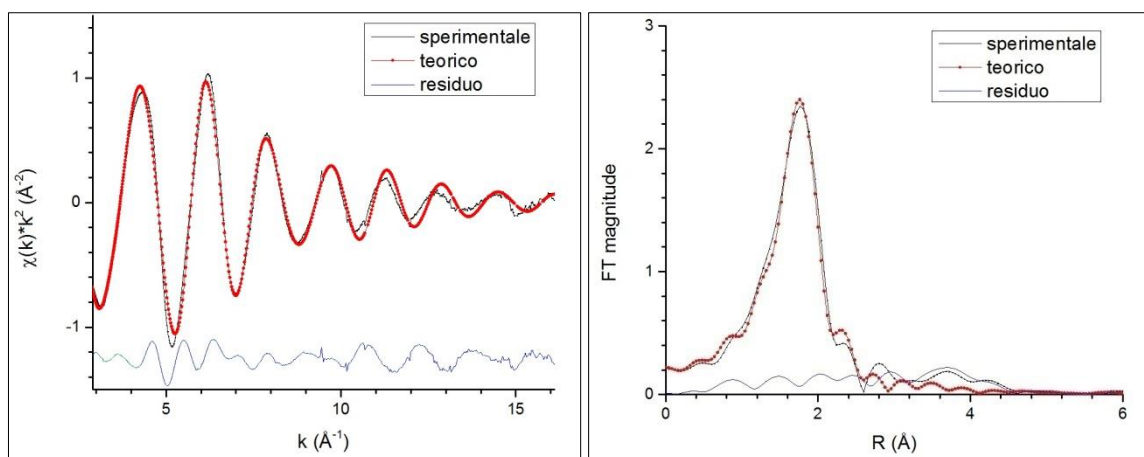 sperimentale
teorico
residuo
1
0
-1
χ(k)*k² (Å⁻²)
5
10
15
k (Å⁻¹)
sperimentale
teorico
residuo
3
2
1
0
FT magnitude
0
2
4
6
R (Å)